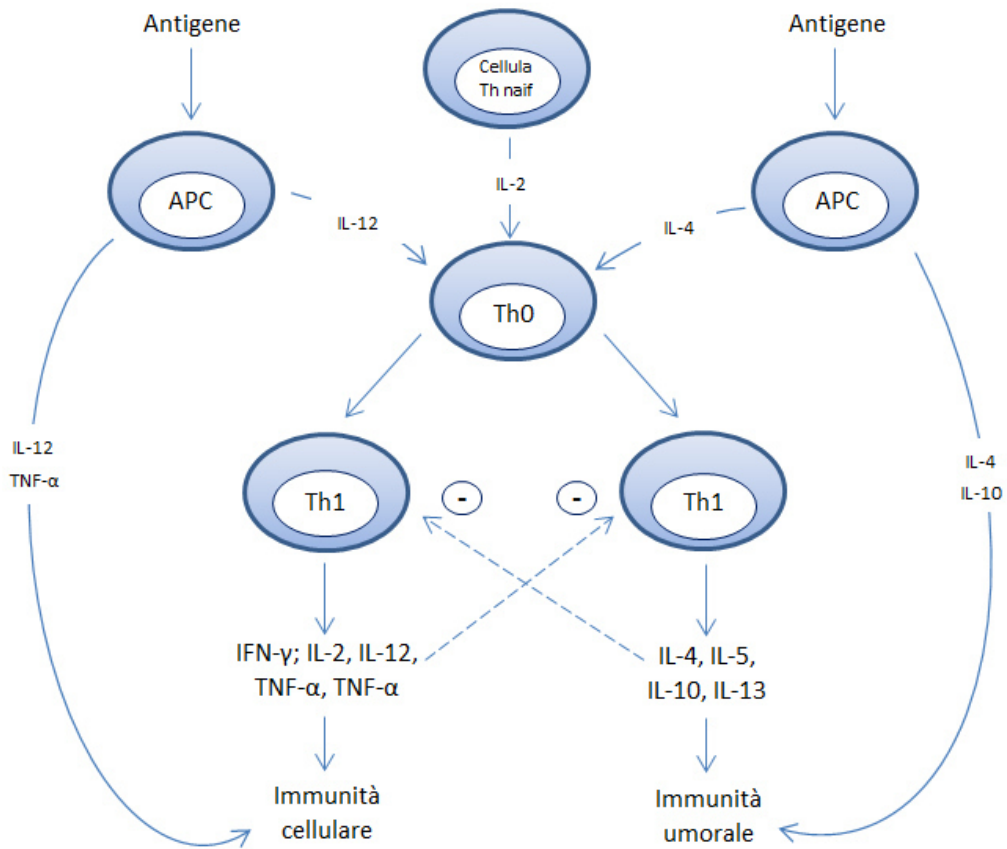 Antigene
Antigene
Cellula
Th naif
APC
IL-2
APC
IL-12
IL-4
Th0
IL-12
TNF-α
IL-4
IL-10
Th1
-
-
Th1
IFN-γ; IL-2, IL-12,
TNF-α, TNF-α
IL-4, IL-5,
IL-10, IL-13
Immunità
cellulare
Immunità
umorale